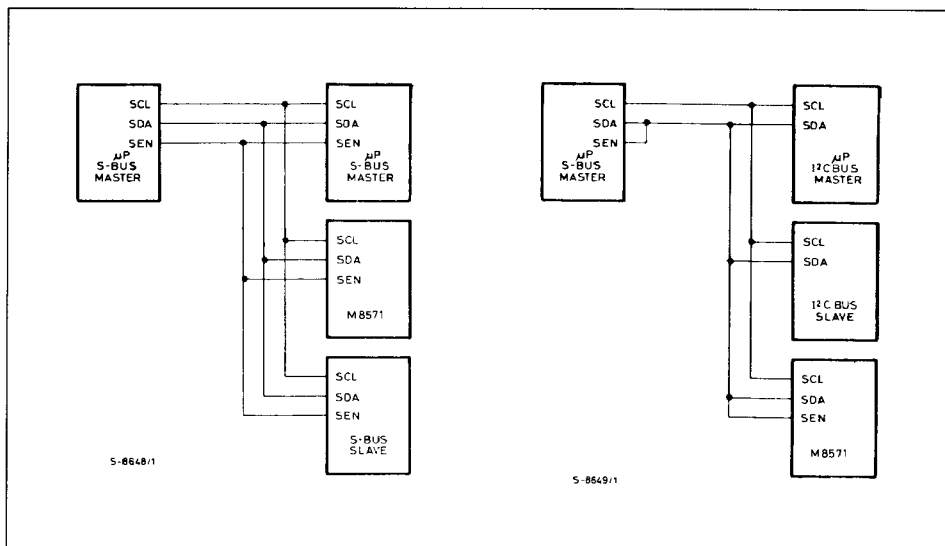 SCL
SDA
SEN
µP
S-BUS
MASTER
SCL
SDA
SEN
µP
S-BUS
MASTER
SCL
SDA
SEN
M8571
SCL
SDA
SEN
S-BUS
SLAVE
S-8648/1
SCL
SDA
SEN
µP
S-BUS
MASTER
SCL
SDA
µP
I²C BUS
MASTER
SCL
SDA
I²C BUS
SLAVE
SCL
SDA
SEN
M8571
S-8649/1